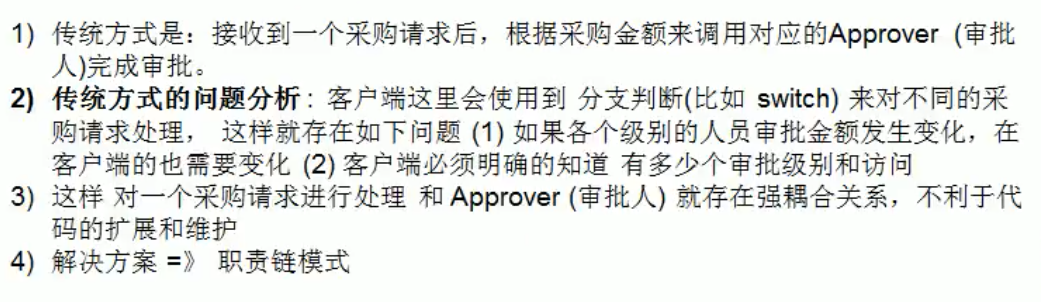 1) 传统方式是：接收到一个采购请求后，根据采购金额来调用对应的Approver (审批
人)完成审批。
2) 传统方式的问题分析 : 客户端这里会使用到 分支判断(比如 switch) 来对不同的采
购请求处理， 这样就存在如下问题 (1) 如果各个级别的人员审批金额发生变化，在
客户端的也需要变化 (2) 客户端必须明确的知道 有多少个审批级别和访问
3) 这样 对一个采购请求进行处理 和 Approver (审批人) 就存在强耦合关系，不利于代
码的扩展和维护
4) 解决方案 =》 职责链模式